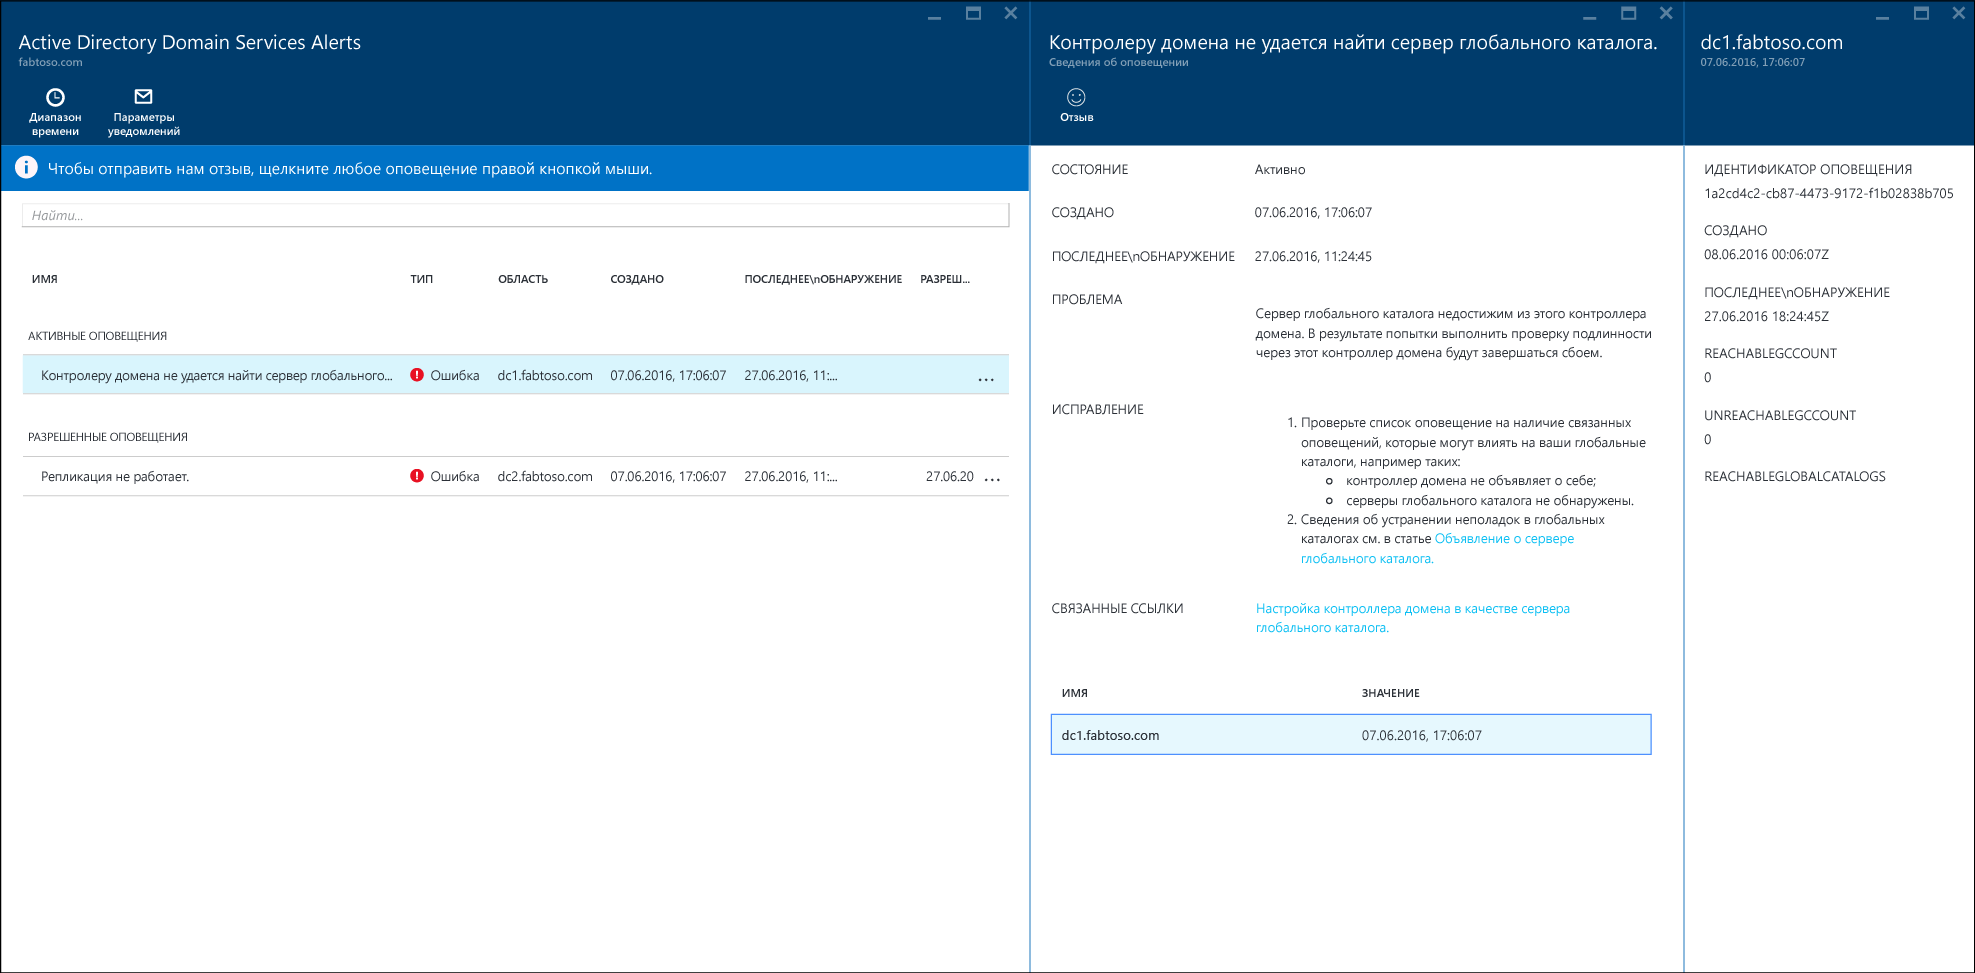 Active Directory Domain Services Alerts
fabtoso.com
Диапазон
времени
Параметры
уведомлений
Чтобы отправить нам отзыв, щелкните любое оповещение правой кнопкой мыши.
Найти...
ИМЯ ТИП ОБЛАСТЬ СОЗДАНО ПОСЛЕДНЕЕ\nОБНАРУЖЕНИЕ РАЗРЕШ...
АКТИВНЫЕ ОПОВЕЩЕНИЯ
Контролеру домена не удается найти сервер глобального... Ошибка dc1.fabtoso.com 07.06.2016, 17:06:07 27.06.2016, 11:... ...
РАЗРЕШЕННЫЕ ОПОВЕЩЕНИЯ
Репликация не работает. Ошибка dc2.fabtoso.com 07.06.2016, 17:06:07 27.06.2016, 11:... 27.06.20 ...
Контролеру домена не удается найти сервер глобального каталога.
Сведения об оповещении
Отзыв
СОСТОЯНИЕ Активно
СОЗДАНО 07.06.2016, 17:06:07
ПОСЛЕДНЕЕ\nОБНАРУЖЕНИЕ 27.06.2016, 11:24:45
ПРОБЛЕМА
Сервер глобального каталога недостижим из этого контроллера
домена. В результате попытки выполнить проверку подлинности
через этот контроллер домена будут завершаться сбоем.
ИСПРАВЛЕНИЕ
1. Проверьте список оповещение на наличие связанных
оповещений, которые могут влиять на ваши глобальные
каталоги, например таких:
контроллер домена не объявляет о себе;
серверы глобального каталога не обнаружены.
2. Сведения об устранении неполадок в глобальных
каталогах см. в статье Объявление о сервере
глобального каталога.
СВЯЗАННЫЕ ССЫЛКИ Настройка контроллера домена в качестве сервера
глобального каталога.
ИМЯ ЗНАЧЕНИЕ
dc1.fabtoso.com 07.06.2016, 17:06:07
dc1.fabtoso.com
07.06.2016, 17:06:07
ИДЕНТИФИКАТОР ОПОВЕЩЕНИЯ
1a2cd4c2-cb87-4473-9172-f1b02838b705
СОЗДАНО
08.06.2016 00:06:07Z
ПОСЛЕДНЕЕ\nОБНАРУЖЕНИЕ
27.06.2016 18:24:45Z
REACHABLEGCCOUNT
0
UNREACHABLEGCCOUNT
0
REACHABLEGLOBALCATALOGS